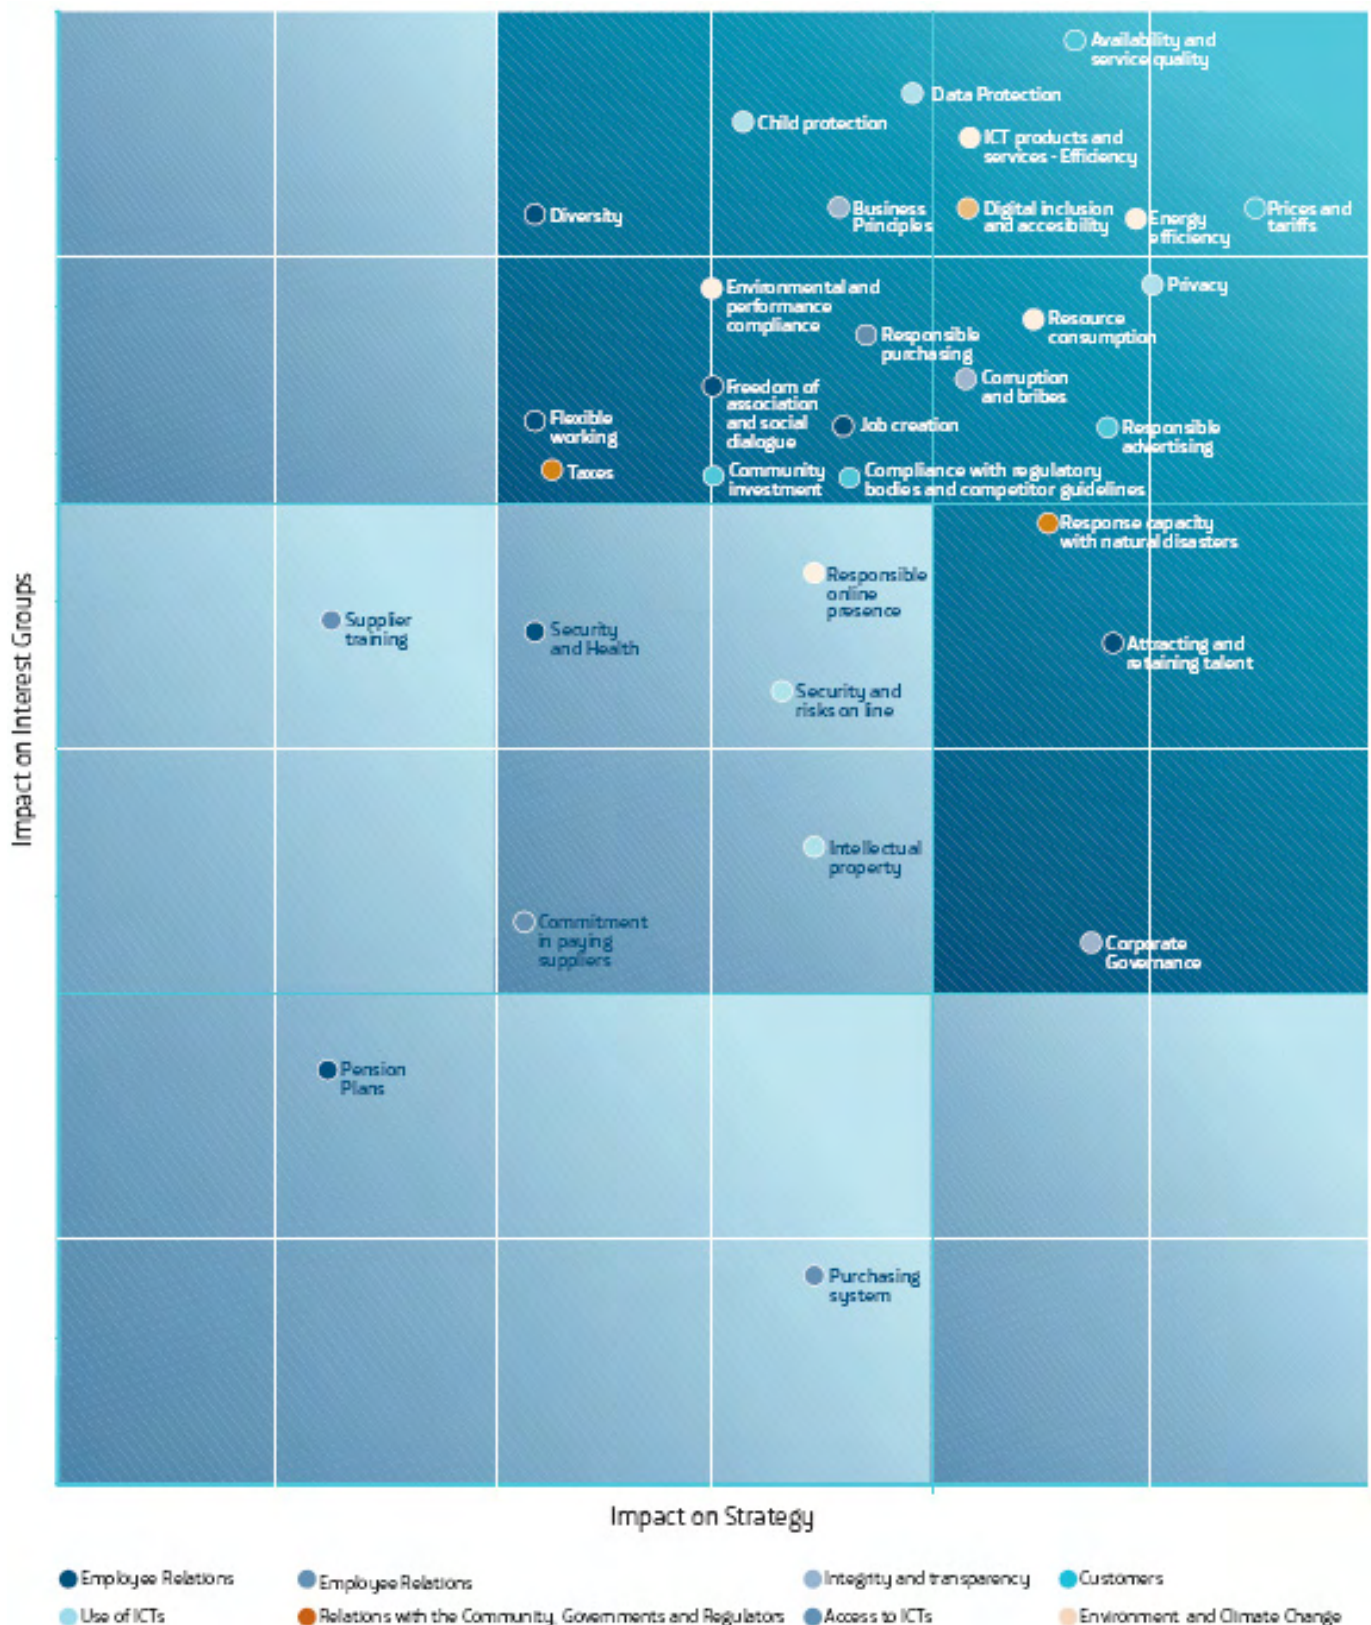 Availability and
service quality
Data Protection
Child protection
ICT products and
services - Efficiency
Diversity
Business
Principles
Digital inclusion
and accesibility
Energy
efficiency
Prices and
tariffs
Environmental and
performance
compliance
Privacy
Resource
consumption
Responsible
purchasing
Corruption
and bribes
Freedom of
association
and social
dialogue
Flexible
working
Job creation
Responsible
advertising
Taxes
Community
investment
Compliance with regulatory
bodies and competitor guidelines
Response capacity
with natural disasters
Responsible
online
presence
Supplier
training
Security
and Health
Attracting and
retaining talent
Security and
risks on line
Intellectual
property
Commitment
in paying
suppliers
Corporate
Governance
Pension
Plans
Purchasing
system
Impact on Interest Groups
Impact on Strategy
Employee Relations
Employee Relations
Integrity and transparency
Customers
Use of ICTs
Relations with the Community, Governments and Regulators
Access to ICTs
Environment and Climate Change